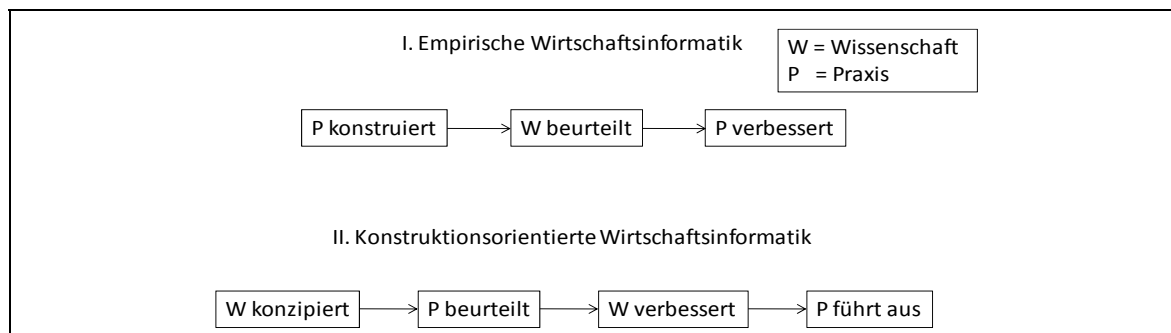 I. Empirische Wirtschaftsinformatik
W = Wissenschaft
P = Praxis
P konstruiert
W beurteilt
P verbessert
II. Konstruktionsorientierte Wirtschaftsinformatik
W konzipiert
P beurteilt
W verbessert
P führt aus